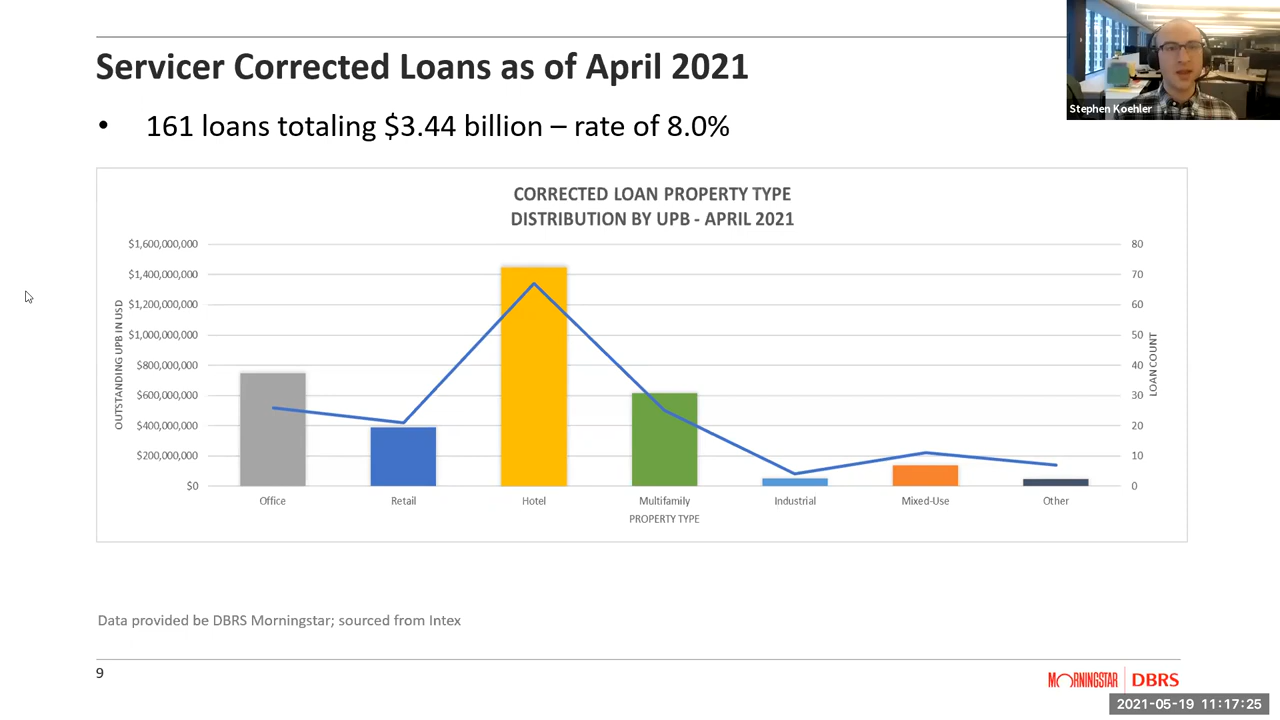 Servicer Corrected Loans as of April 2021
Stephen Koehler
• 161 loans totaling $3.44 billion – rate of 8.0%
CORRECTED LOAN PROPERTY TYPE
DISTRIBUTION BY UPB - APRIL 2021
OUTSTANDING UPB IN USD
$1,600,000,000
$1,400,000,000
$1,200,000,000
$1,000,000,000
$800,000,000
$600,000,000
$400,000,000
$200,000,000
$0
80
70
60
50
40
30
20
10
0
LOAN COUNT
Office Retail Hotel Multifamily Industrial Mixed-Use Other
PROPERTY TYPE
Data provided be DBRS Morningstar; sourced from Intex
9
MORNINGSTAR DBRS
2021-05-19 11:17:25